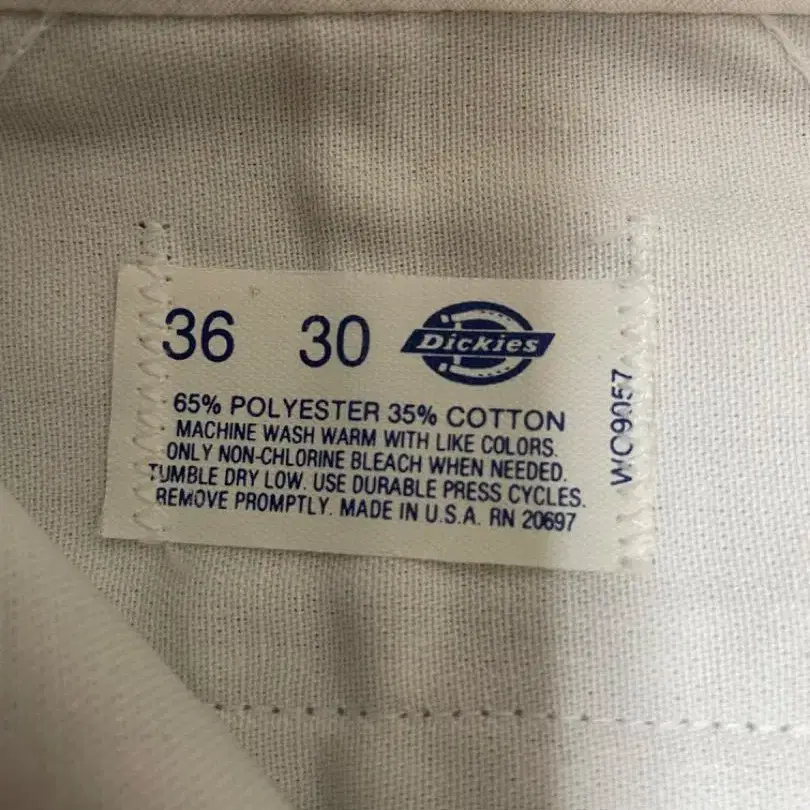 36 30 Dickies
65% POLYESTER 35% COTTON
MACHINE WASH WARM WITH LIKE COLORS.
ONLY NON-CHLORINE BLEACH WHEN NEEDED.
TUMBLE DRY LOW. USE DURABLE PRESS CYCLES.
REMOVE PROMPTLY. MADE IN U.S.A. RN 20697
WC9057